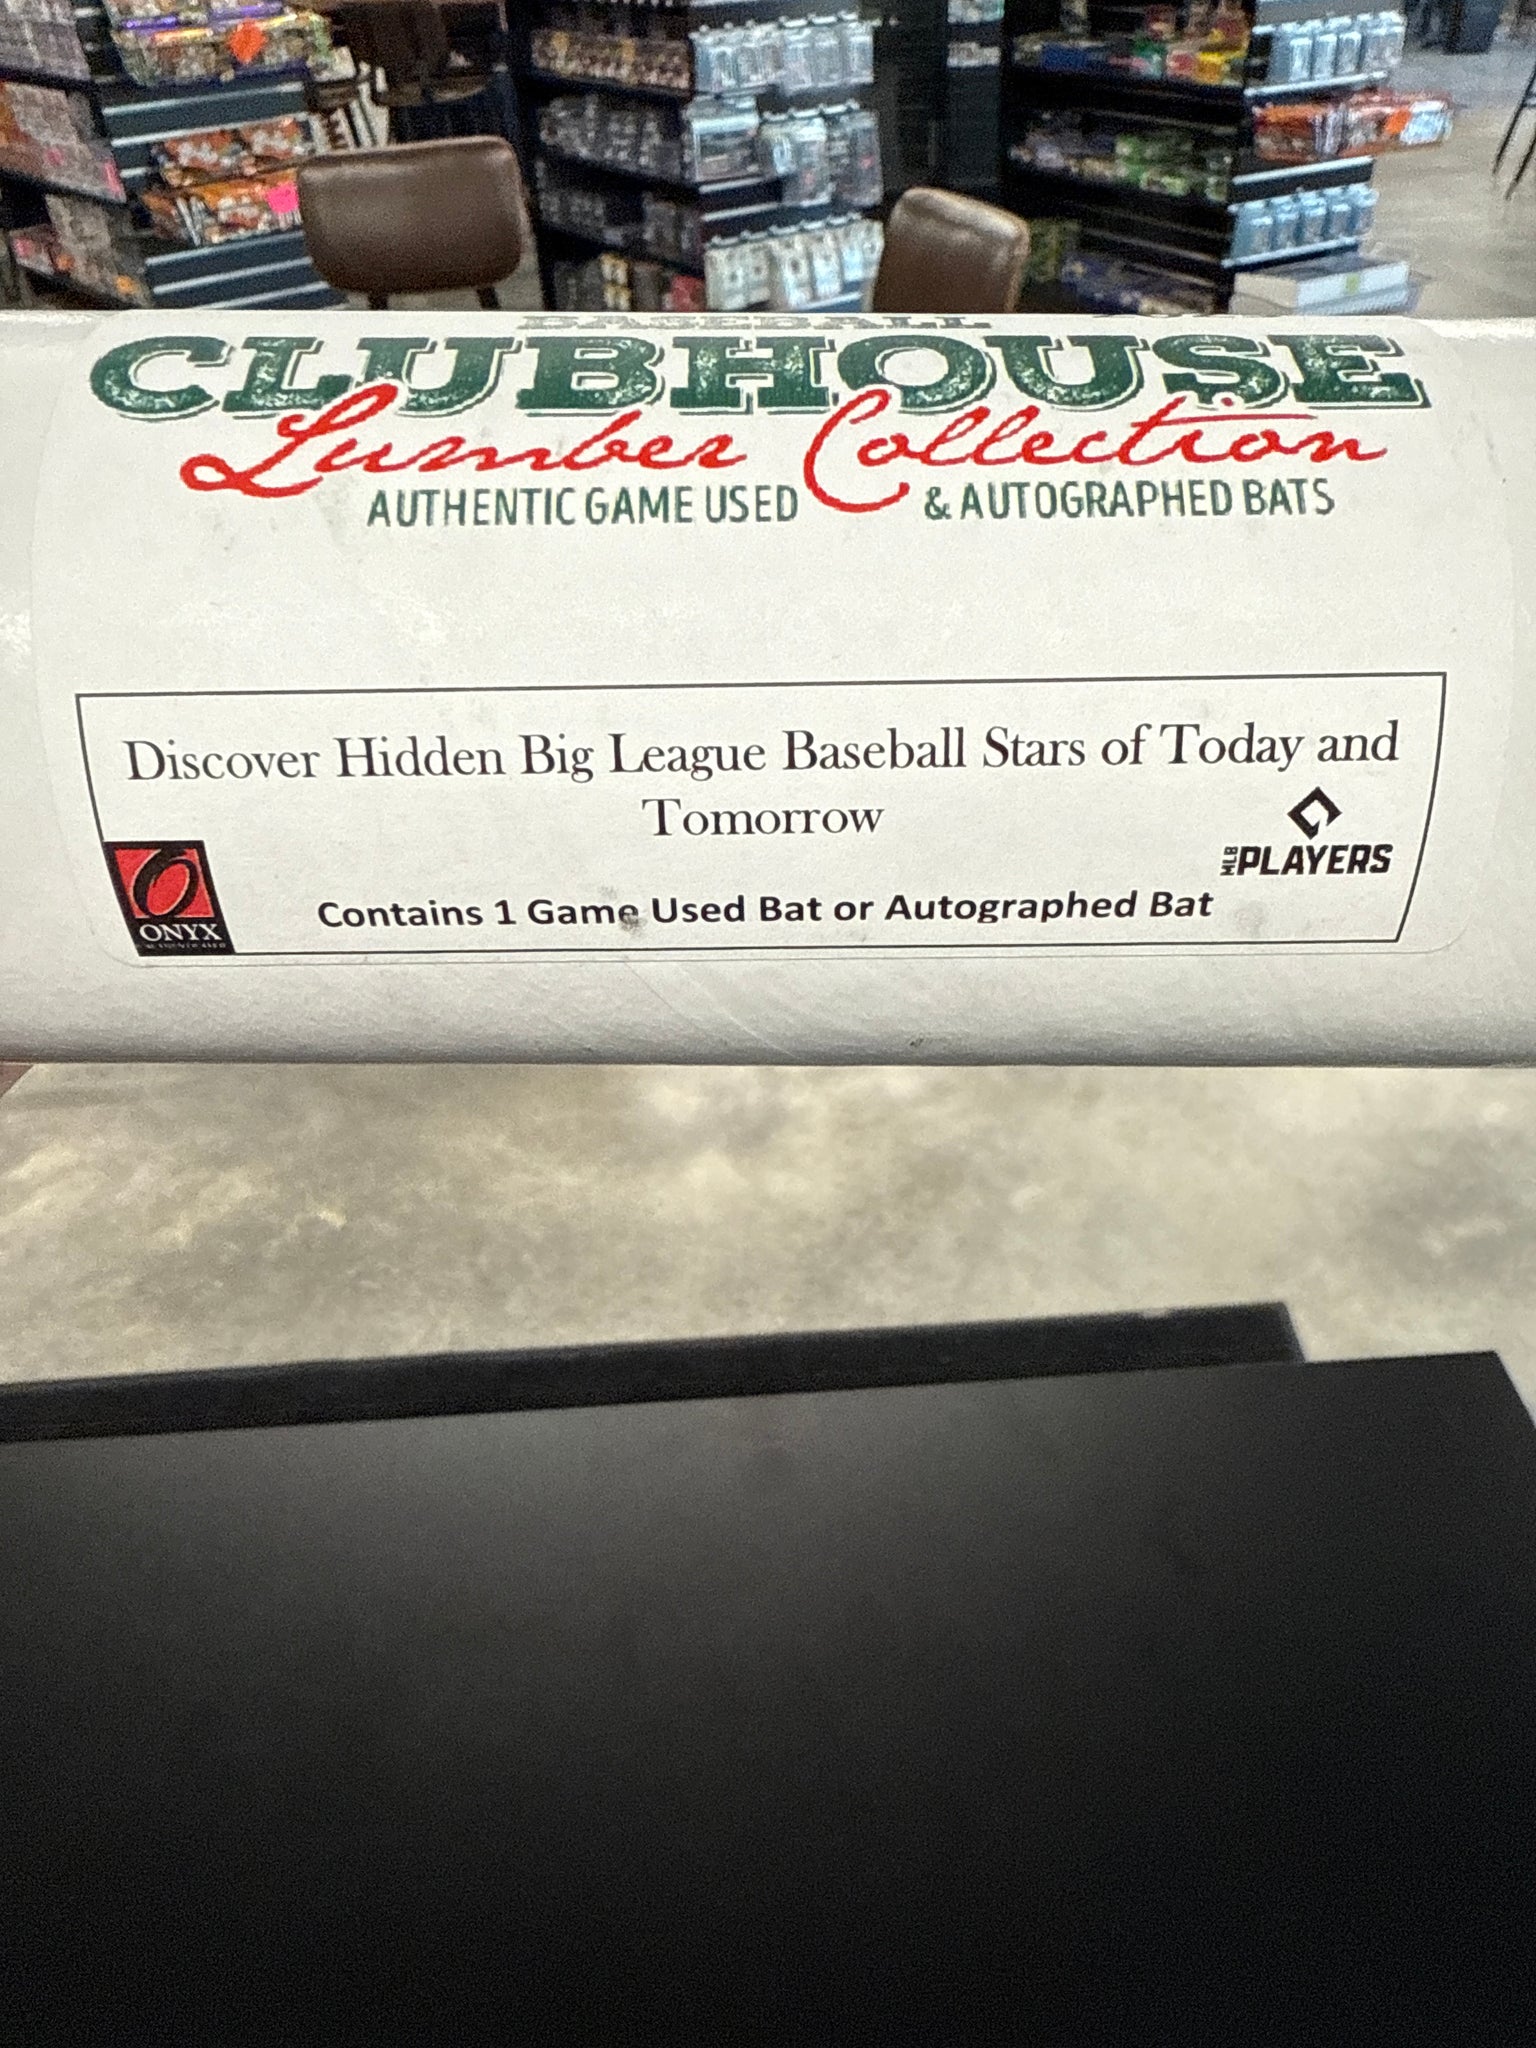 BASEBALL
CLUBHOUSE
Lumber Collection
AUTHENTIC GAME USED & AUTOGRAPHED BATS
Discover Hidden Big League Baseball Stars of Today and
Tomorrow
MLB PLAYERS
Contains 1 Game Used Bat or Autographed Bat
ONYX